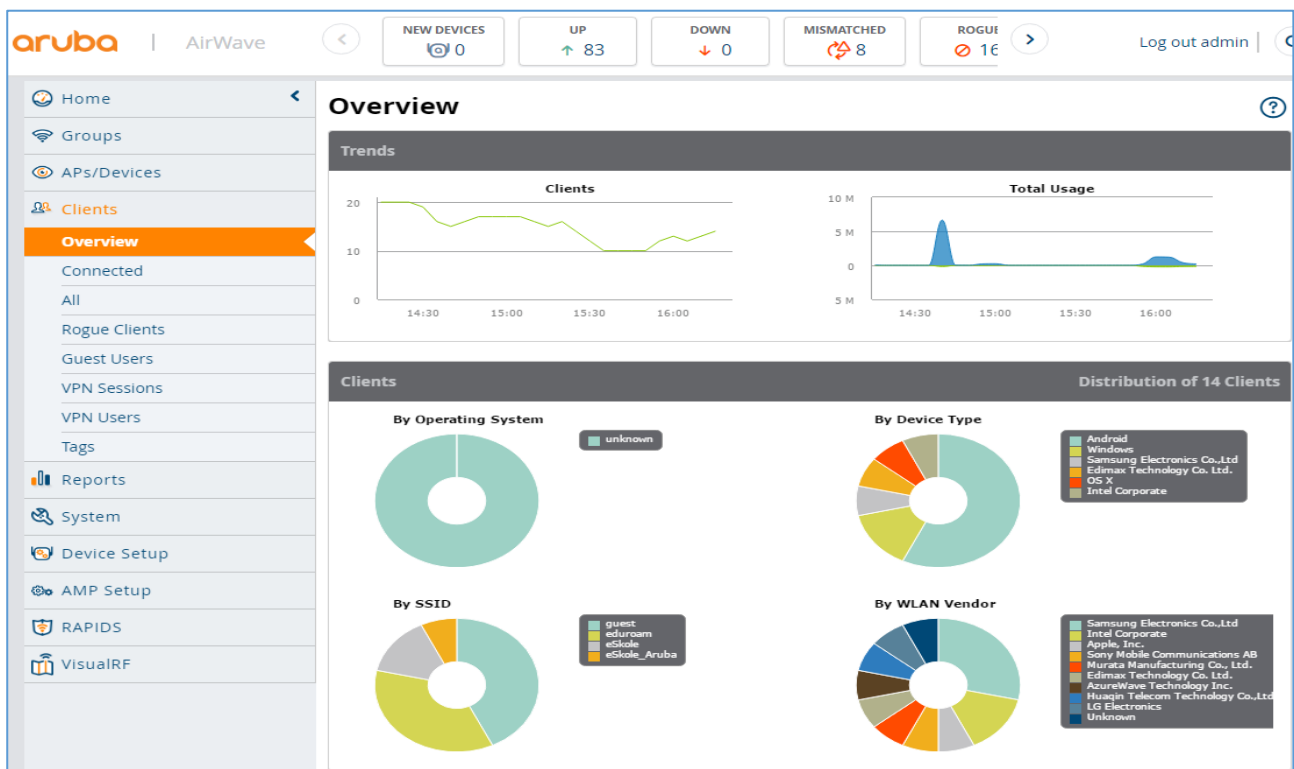 aruba | AirWave
NEW DEVICES
0
UP
83
DOWN
0
MISMATCHED
8
ROGUE
16
Log out admin |
Home
Groups
APs/Devices
Clients
Overview
Connected
All
Rogue Clients
Guest Users
VPN Sessions
VPN Users
Tags
Reports
System
Device Setup
AMP Setup
RAPIDS
VisualRF
Overview
?
Trends
Clients
20
10
0
14:30 15:00 15:30 16:00
Total Usage
10 M
5 M
0
5 M
14:30 15:00 15:30 16:00
Clients
Distribution of 14 Clients
By Operating System
unknown
By Device Type
Android
Windows
Samsung Electronics Co.,Ltd
Edimax Technology Co. Ltd.
OS X
Intel Corporate
By SSID
guest
eduroam
eSkole
eSkole_Aruba
By WLAN Vendor
Samsung Electronics Co.,Ltd
Intel Corporate
Apple, Inc.
Sony Mobile Communications AB
Murata Manufacturing Co., Ltd.
Edimax Technology Co. Ltd.
AzureWave Technology Inc.
Huaqin Telecom Technology Co.,Ltd
LG Electronics
Unknown